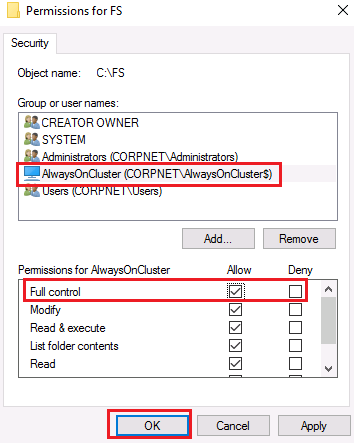 Permissions for FS
Security
Object name: C:\FS
Group or user names:
CREATOR OWNER
SYSTEM
Administrators (CORPNET\Administrators)
AlwaysOnCluster (CORPNET\AlwaysOnCluster$)
Users (CORPNET\Users)
Add... Remove
Permissions for AlwaysOnCluster Allow Deny
Full control
Modify
Read & execute
List folder contents
Read
OK Cancel Apply